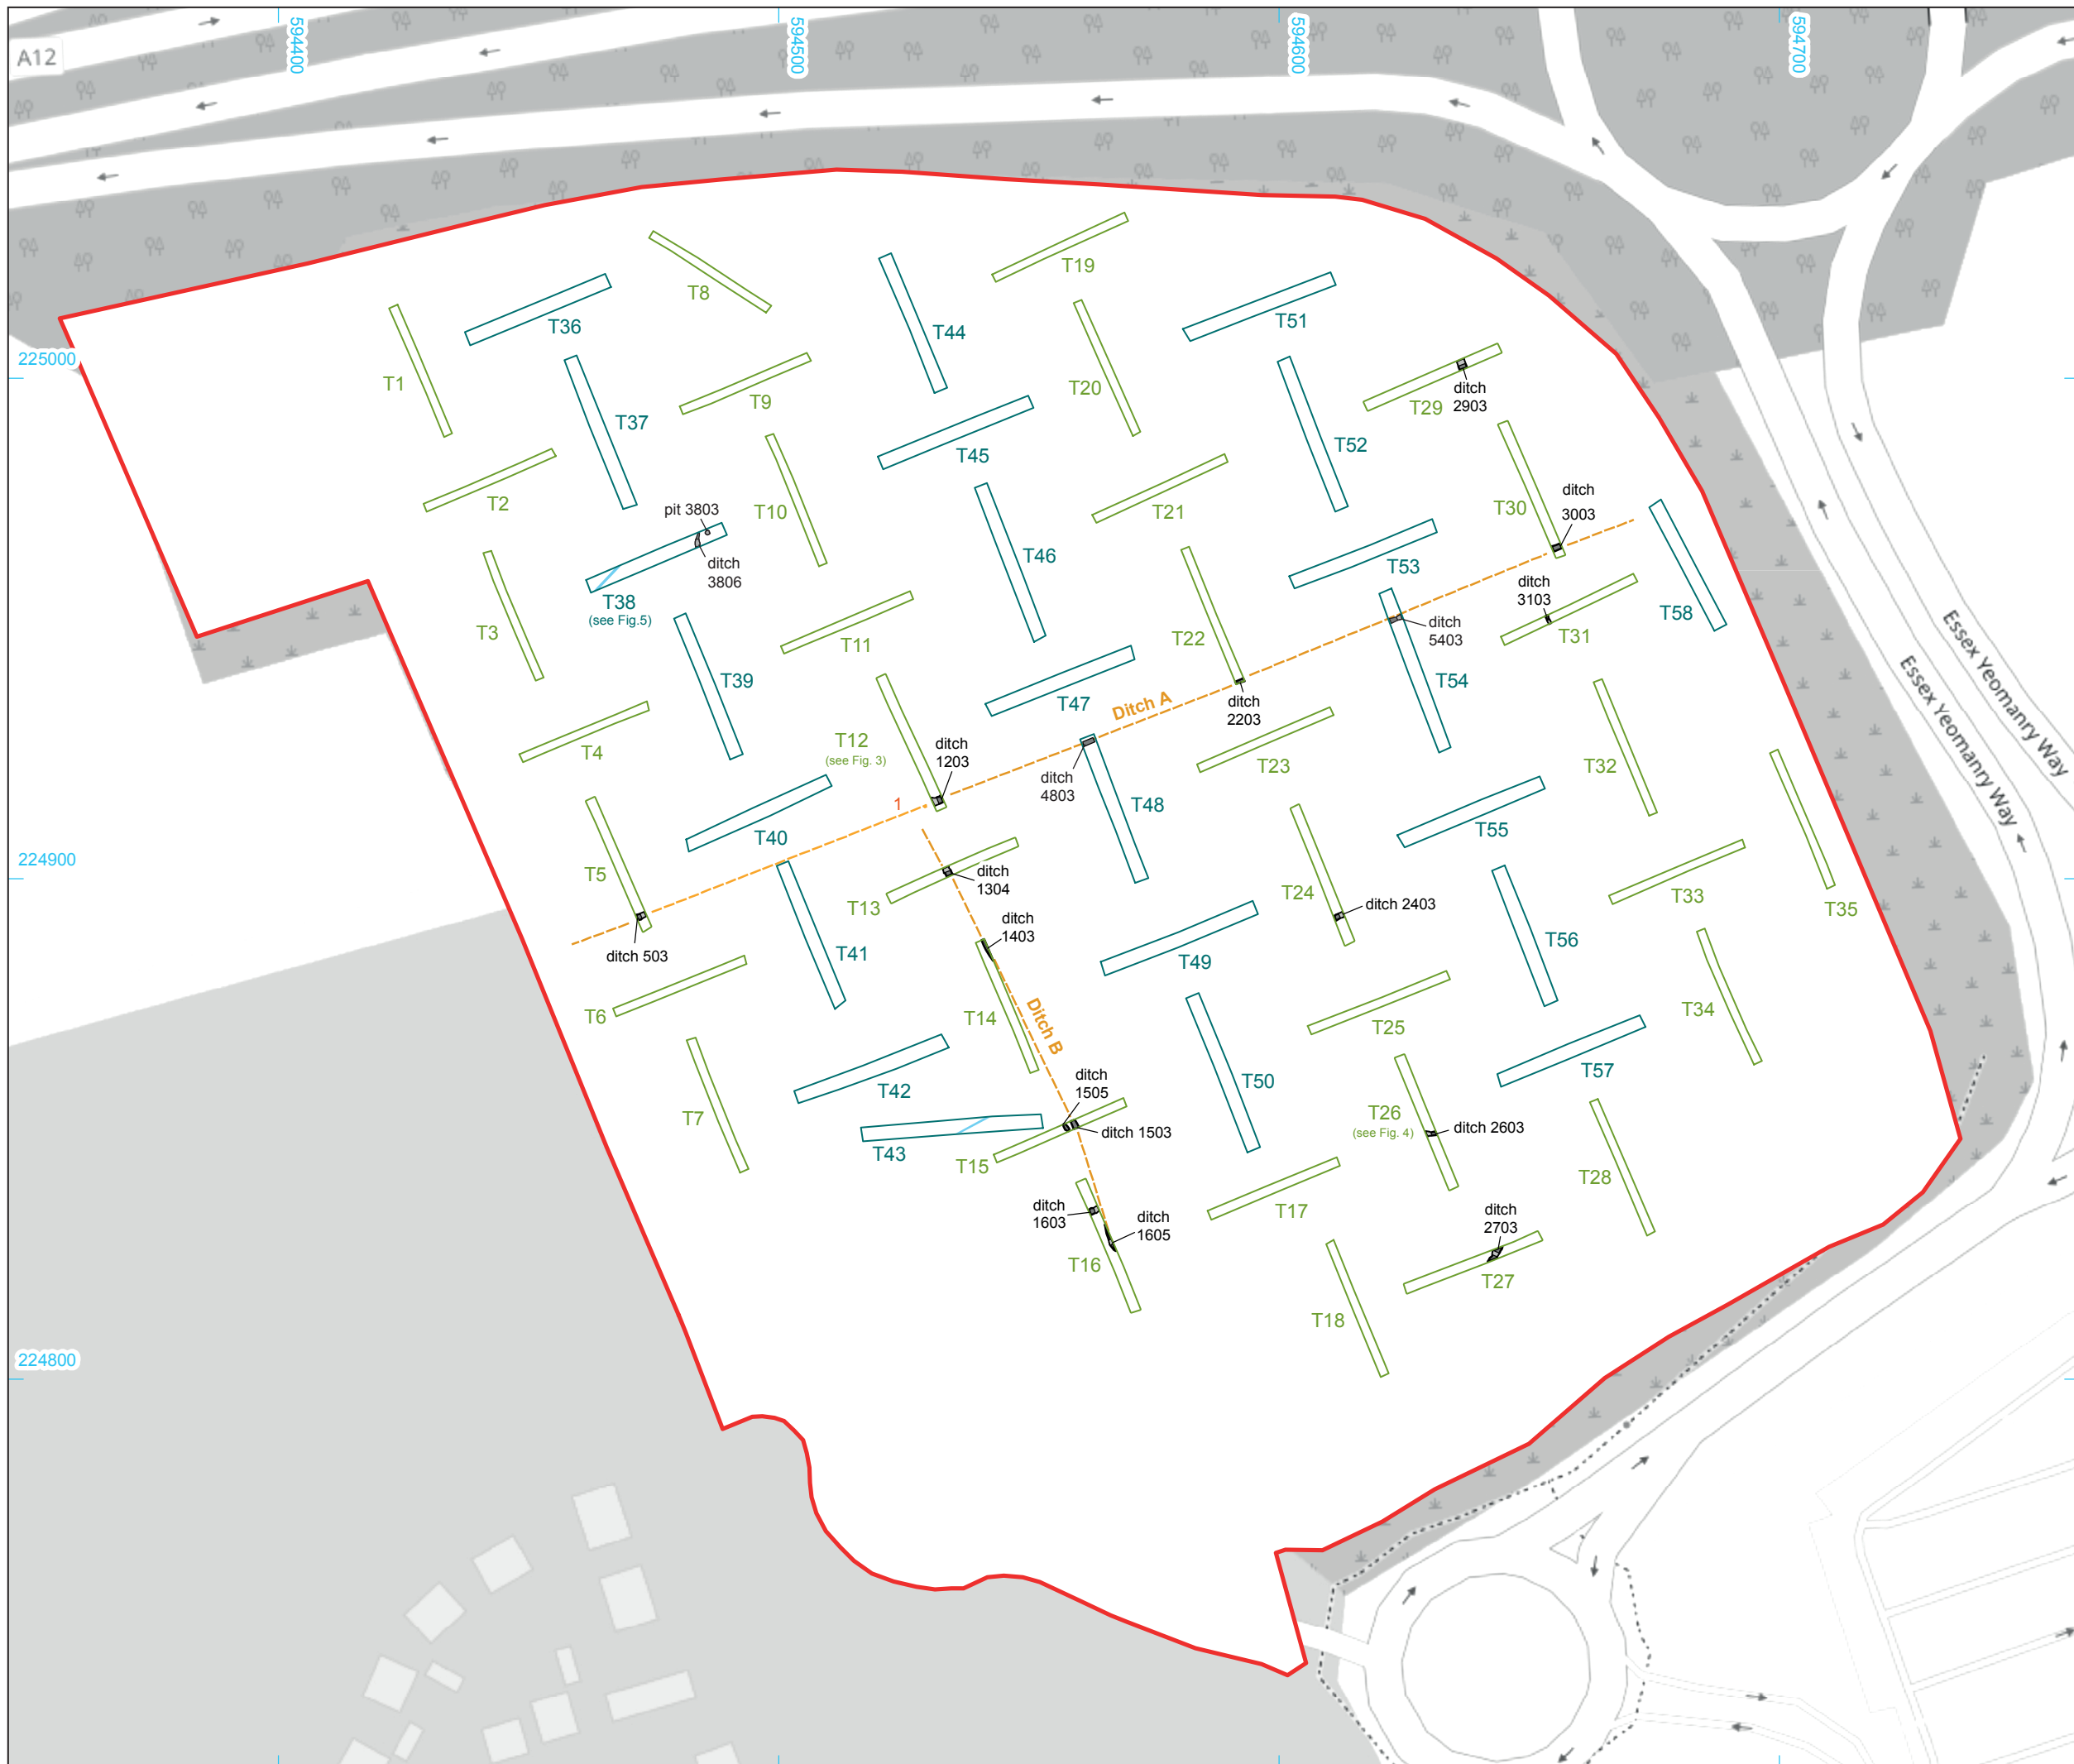 A12
594400
594500
594600
594700
T19
T8
T36
T44
T51
225000
T1
T20
T9
T37
T29
ditch
2903
T45
T52
T2
T10
T21
T30
ditch
3003
pit 3803
T46
T53
ditch
3806
T38
(see Fig.5)
ditch
3103
T58
T3
T11
T22
ditch
5403
T31
Essex Yeomanry Way
Essex Yeomanry Way
T39
T47
Ditch A
ditch
2203
T54
T4
T12
(see Fig. 3)
ditch
1203
T23
T32
ditch
4803
1
T48
T40
T55
224900
T5
ditch
1304
T13
T24
ditch 2403
T33
T35
ditch
1403
ditch 503
T41
T49
T56
T6
T14
Ditch B
T25
T34
T42
ditch
1505
T50
T57
T7
T26
(see Fig. 4)
ditch 2603
ditch 1503
T43
T15
T28
ditch
1603
ditch
1605
T17
ditch
2703
T16
T27
T18
224800